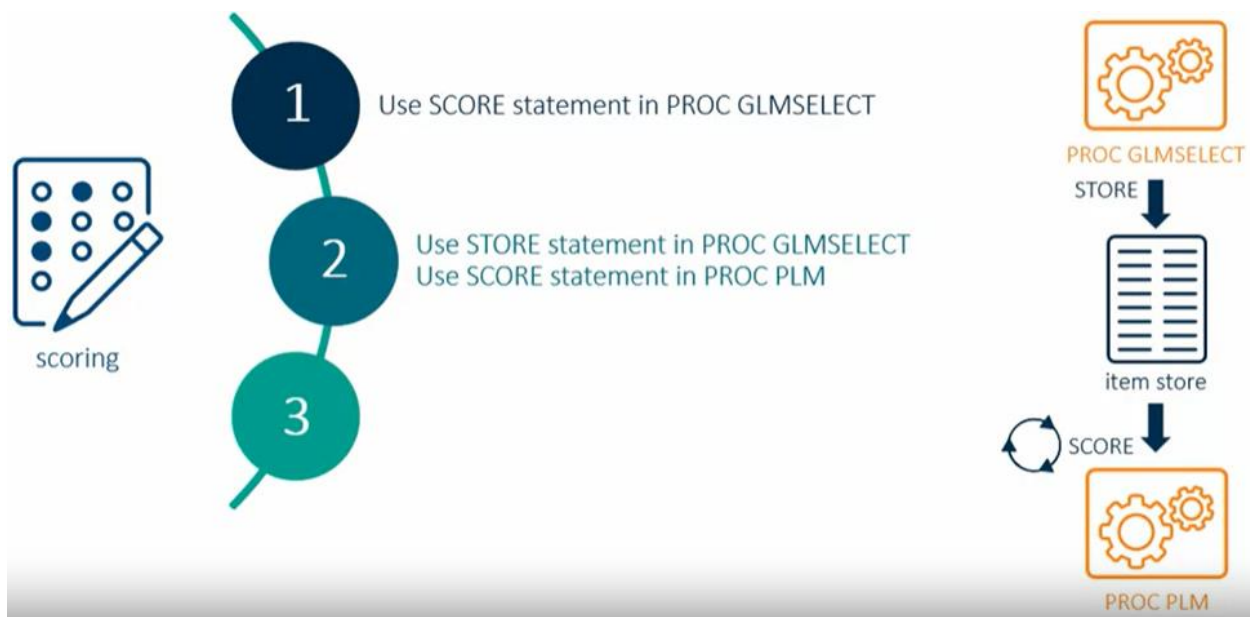 1
Use SCORE statement in PROC GLMSELECT
2
Use STORE statement in PROC GLMSELECT
Use SCORE statement in PROC PLM
3
scoring
PROC GLMSELECT
STORE
item store
SCORE
PROC PLM